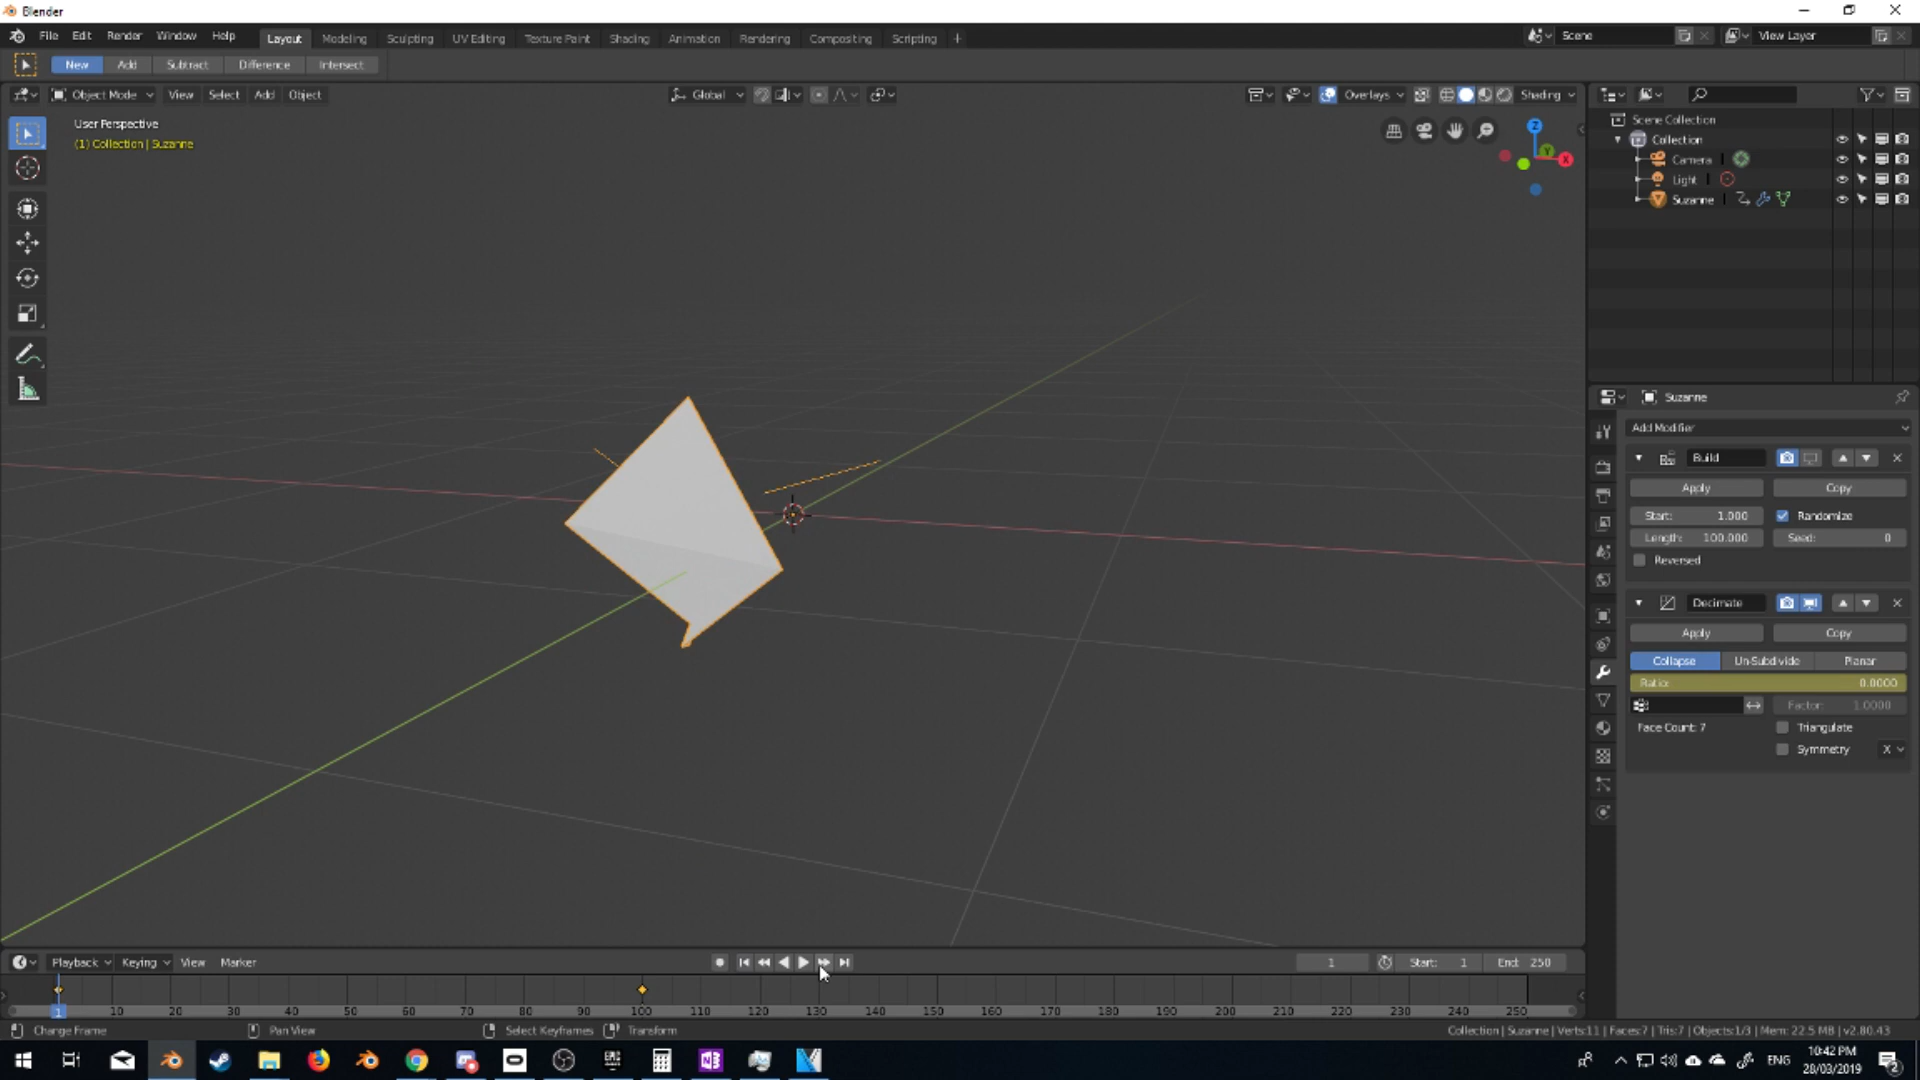 Blender
File Edit Render Window Help Layout Modeling Sculpting UV Editing Texture Paint Shading Animation Rendering Compositing Scripting + Scene View Layer
New Add Subtract Difference Intersect
Object Mode View Select Add Object Global Overlays Shading
User Perspective
(1) Collection | Suzanne
Z
Y
X
Scene Collection
Collection
Camera
Light
Suzanne
Suzanne
Add Modifier
Build
Apply Copy
Start: 1.000 Randomize
Length: 100.000 Seed: 0
Reversed
Decimate
Apply Copy
Collapse Un-Subdivide Planar
Ratio: 0.0000
Factor: 1.0000
Face Count: 7 Triangulate
Symmetry X
Playback Keying View Marker 1 Start: 1 End: 250
1 10 20 30 40 50 60 70 80 90 100 110 120 130 140 150 160 170 180 190 200 210 220 230 240 250
Change Frame Pan View Select Keyframes Transform Collection | Suzanne | Verts:11 | Faces:7 | Tris:7 | Objects:1/3 | Mem: 22.5 MB | v2.80.43
ENG 10:42 PM
28/03/2019
2